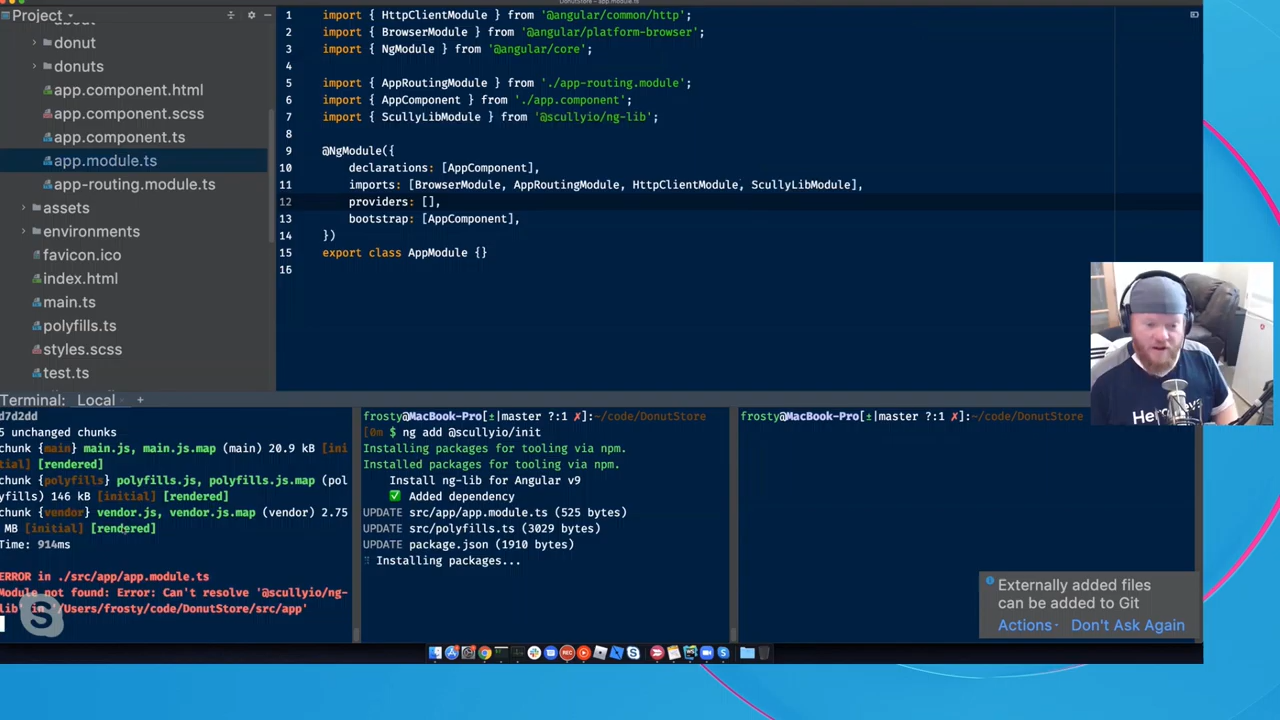 DonutStore – app.module.ts
Project
donut
donuts
app.component.html
app.component.scss
app.component.ts
app.module.ts
app-routing.module.ts
assets
environments
favicon.ico
index.html
main.ts
polyfills.ts
styles.scss
test.ts
1 import { HttpClientModule } from '@angular/common/http';
2 import { BrowserModule } from '@angular/platform-browser';
3 import { NgModule } from '@angular/core';
4
5 import { AppRoutingModule } from './app-routing.module';
6 import { AppComponent } from './app.component';
7 import { ScullyLibModule } from '@scullyio/ng-lib';
8
9 @NgModule({
10 declarations: [AppComponent],
11 imports: [BrowserModule, AppRoutingModule, HttpClientModule, ScullyLibModule],
12 providers: [],
13 bootstrap: [AppComponent],
14 })
15 export class AppModule {}
16
Terminal: Local +
d7d2dd
5 unchanged chunks
chunk {main} main.js, main.js.map (main) 20.9 kB [ini
tial] [rendered]
chunk {polyfills} polyfills.js, polyfills.js.map (pol
yfills) 146 kB [initial] [rendered]
chunk {vendor} vendor.js, vendor.js.map (vendor) 2.75
MB [initial] [rendered]
Time: 914ms
ERROR in ./src/app/app.module.ts
Module not found: Error: Can't resolve '@scullyio/ng-
lib' in '/Users/frosty/code/DonutStore/src/app'
frosty@MacBook-Pro[±|master ?:1 ✗]:~/code/DonutStore
[0m $ ng add @scullyio/init
Installing packages for tooling via npm.
Installed packages for tooling via npm.
Install ng-lib for Angular v9
✅ Added dependency
UPDATE src/app/app.module.ts (525 bytes)
UPDATE src/polyfills.ts (3029 bytes)
UPDATE package.json (1910 bytes)
Installing packages...
frosty@MacBook-Pro[±|master ?:1 ✗]:~/code/DonutStore
Externally added files
can be added to Git
Actions Don't Ask Again
REC